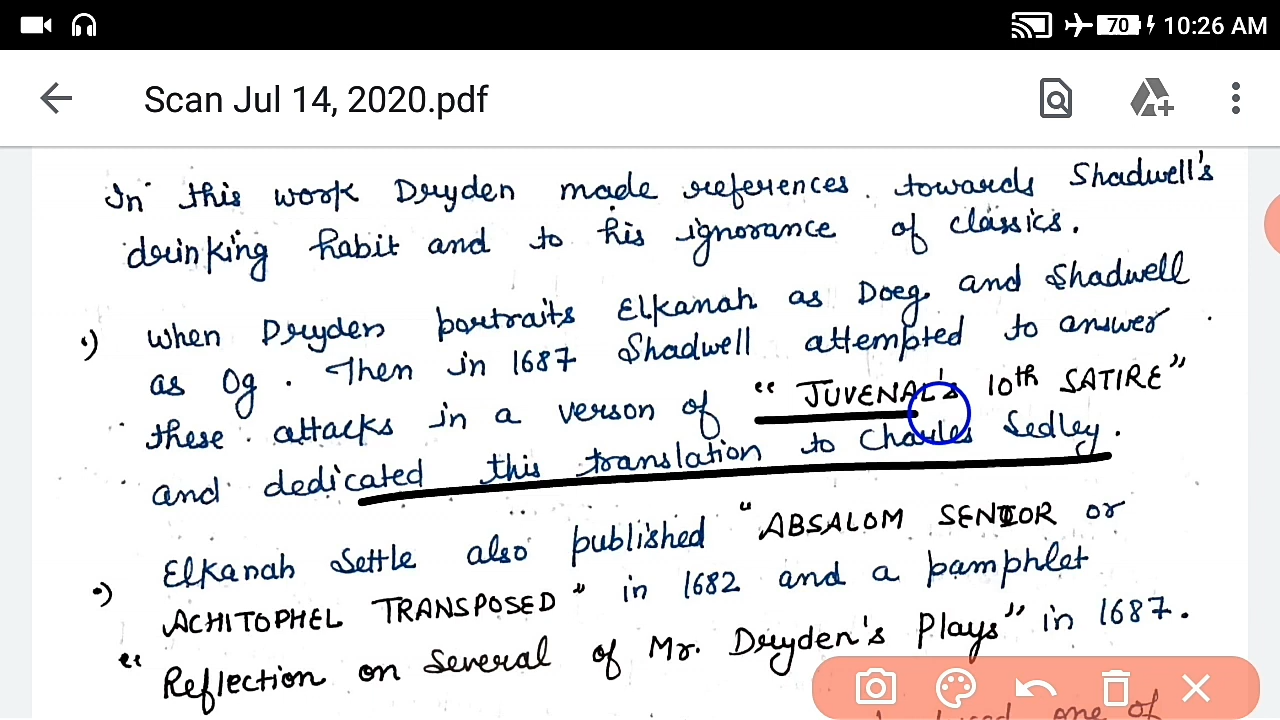 70 10:26 AM
Scan Jul 14, 2020.pdf
In this work Dryden made references towards Shadwell's
drinking habit and to his ignorance of classics.
when Dryden portraits Elkanah as Doeg and Shadwell
as Og. Then in 1687 Shadwell attempted to answer
these attacks in a verson of "JUVENAL's 10th SATIRE"
and dedicated this translation to Charles Sedley.
Elkanah Settle also published "ABSALOM SENIOR or
ACHITOPHEL TRANSPOSED" in 1682 and a pamphlet
"Reflection on Several of Mr. Dryden's Plays" in 1687.
one of